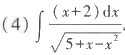 (4) ∫ (x+2)dx / √(5+x−x²)